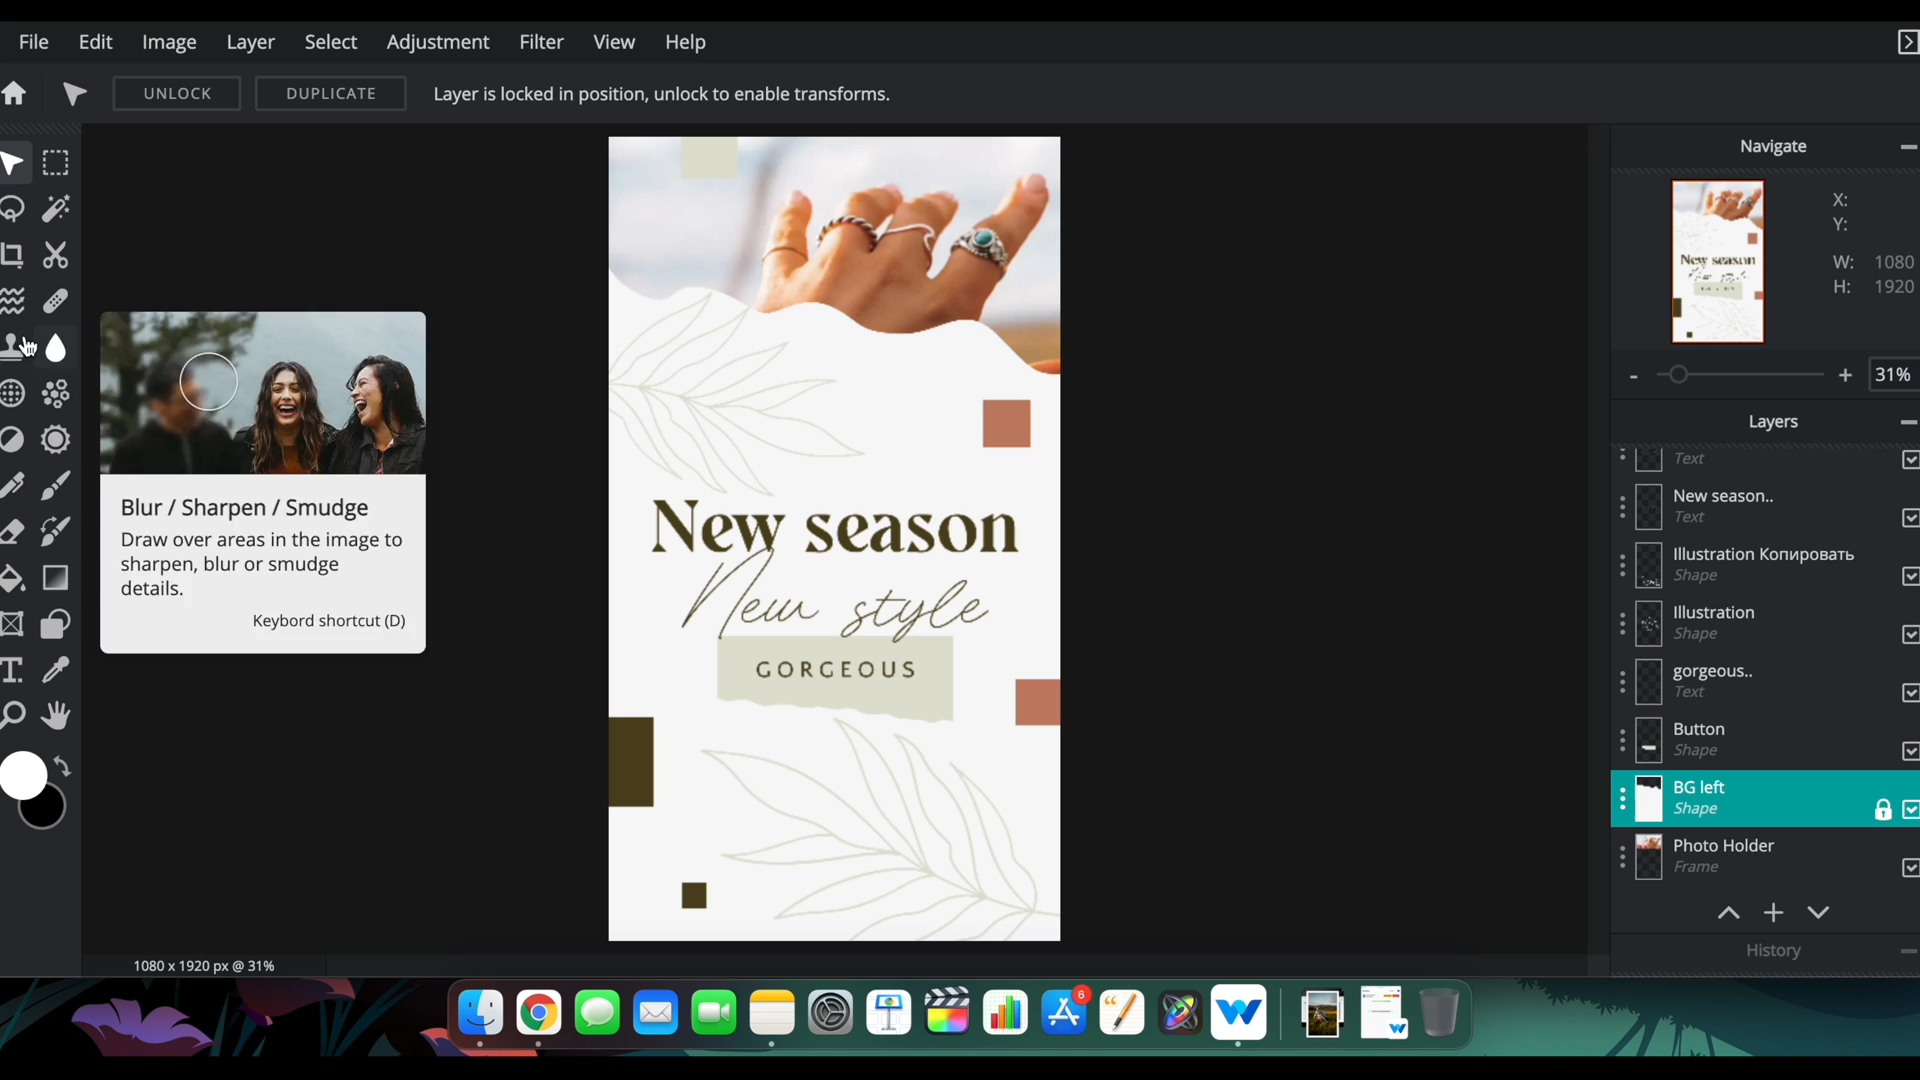 File Edit Image Layer Select Adjustment Filter View Help
UNLOCK DUPLICATE Layer is locked in position, unlock to enable transforms.
Navigate
X:
Y:
W: 1080
H: 1920
- + 31%
Layers
Text
New season..
Text
Illustration Копировать
Shape
Illustration
Shape
gorgeous..
Text
Button
Shape
BG left
Shape
Photo Holder
Frame
History
Blur / Sharpen / Smudge
Draw over areas in the image to
sharpen, blur or smudge
details.
Keybord shortcut (D)
New season
New style
GORGEOUS
1080 x 1920 px @ 31%
6